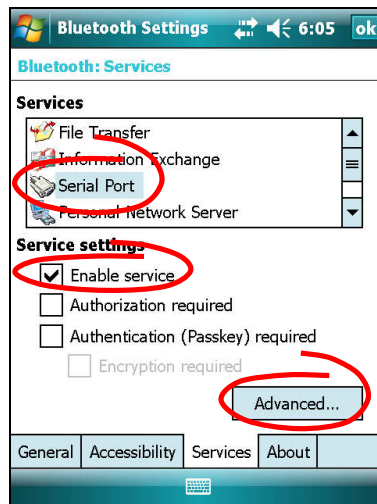 Bluetooth Settings 6:05 ok
Bluetooth: Services
Services
File Transfer
Information Exchange
Serial Port
Personal Network Server
Service settings
Enable service
Authorization required
Authentication (Passkey) required
Encryption required
Advanced...
General Accessibility Services About